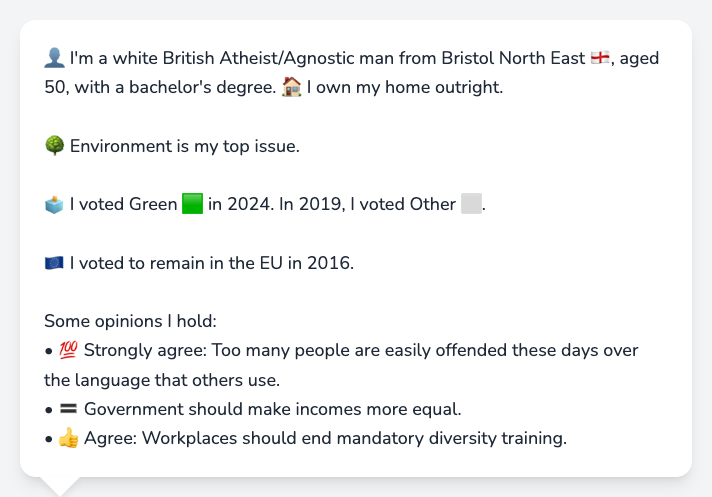 👤 I'm a white British Atheist/Agnostic man from Bristol North East 🏴󠁧󠁢󠁥󠁮󠁧󠁿, aged
50, with a bachelor's degree. 🏠 I own my home outright.
🌳 Environment is my top issue.
🗳️ I voted Green 🟩 in 2024. In 2019, I voted Other ⬜.
🇪🇺 I voted to remain in the EU in 2016.
Some opinions I hold:
• 💯 Strongly agree: Too many people are easily offended these days over
the language that others use.
• 🟰 Government should make incomes more equal.
• 👍 Agree: Workplaces should end mandatory diversity training.